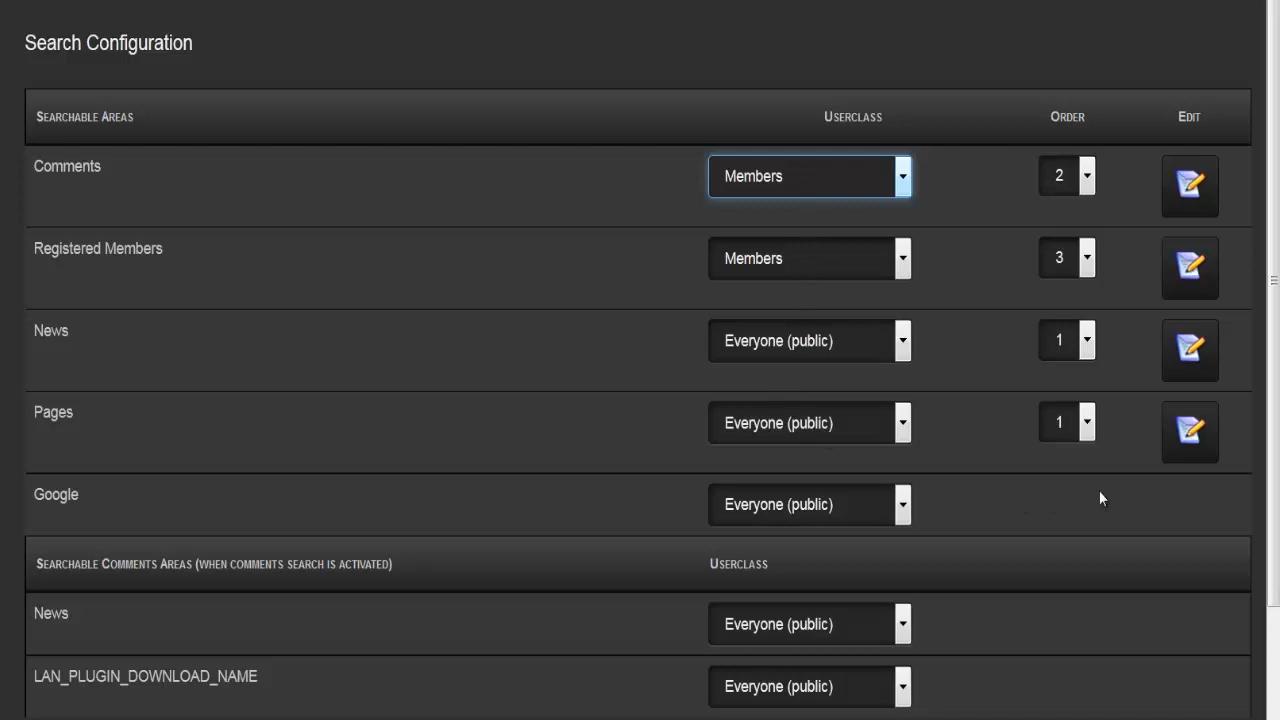 Search Configuration
Searchable Areas Userclass Order Edit
Comments Members 2
Registered Members Members 3
News Everyone (public) 1
Pages Everyone (public) 1
Google Everyone (public)
Searchable Comments Areas (when comments search is activated) Userclass
News Everyone (public)
LAN_PLUGIN_DOWNLOAD_NAME Everyone (public)